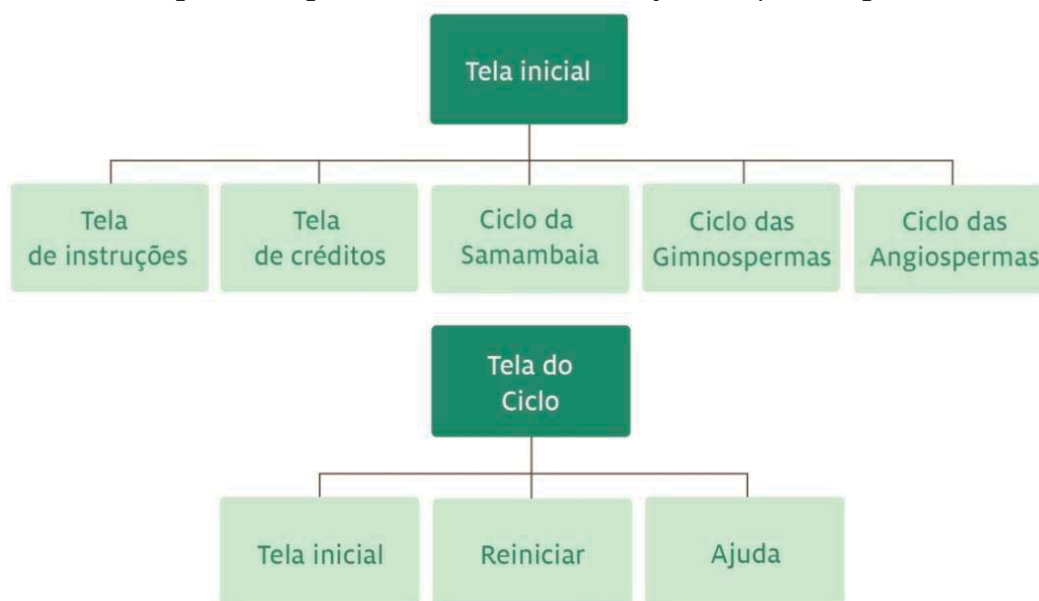 Tela inicial
Tela
de instruções
Tela
de créditos
Ciclo da
Samambaia
Ciclo das
Gimnospermas
Ciclo das
Angiospermas
Tela do
Ciclo
Tela inicial
Reiniciar
Ajuda